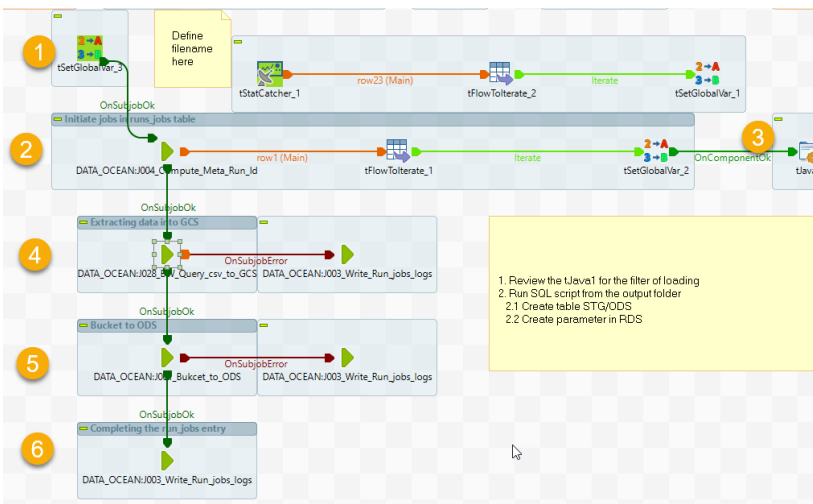 1
tSetGlobalVar_3
Define
filename
here
tStatCatcher_1
row23 (Main)
tFlowToIterate_2
Iterate
tSetGlobalVar_1
OnSubjobOk
2
Initiate jobs in runs_jobs table
DATA_OCEAN:J004_Compute_Meta_Run_Id
row1 (Main)
tFlowToIterate_1
Iterate
tSetGlobalVar_2
3
OnComponentOk
tJava
OnSubjobOk
4
Extracting data into GCS
OnSubjobError
DATA_OCEAN:J028_BW_Query_csv_to_GCS
DATA_OCEAN:J003_Write_Run_jobs_logs
1. Review the tJava1 for the filter of loading
2. Run SQL script from the output folder
2.1 Create table STG/ODS
2.2 Create parameter in RDS
OnSubjobOk
5
Bucket to ODS
OnSubjobError
Bukcet_to_ODS
DATA_OCEAN:J003_Write_Run_jobs_logs
OnSubjobOk
6
Completing the run_jobs entry
DATA_OCEAN:J003_Write_Run_jobs_logs